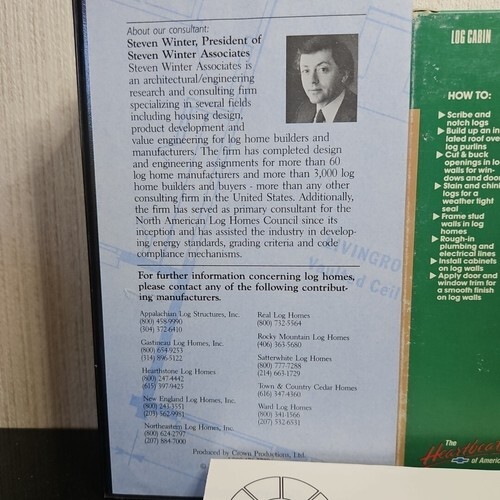 About our consultant:
Steven Winter, President of
Steven Winter Associates
Steven Winter Associates is
an architectural/engineering
research and consulting firm
specializing in several fields
including housing design,
product development and
value engineering for log home builders and
manufacturers. The firm has completed design
and engineering assignments for more than 60
log home manufacturers and more than 3,000 log
home builders and buyers - more than any other
consulting firm in the United States. Additionally,
the firm has served as primary consultant for the
North American Log Homes Council since its
inception and has assisted the industry in develop-
ing energy standards, grading criteria and code
compliance mechanisms.
For further information concerning log homes,
please contact any of the following contribut-
ing manufacturers.
Appalachian Log Structures, Inc.
(800) 458-9990
(304) 372-6410
Gastineau Log Homes, Inc.
(800) 654-9253
(314) 896-5122
Hearthstone Log Homes
(800) 247-4442
(615) 397-9425
New England Log Homes, Inc.
(800) 243-3551
(203) 562-9981
Northeastern Log Homes, Inc.
(800) 624-2797
(207) 884-7000
Real Log Homes
(800) 732-5564
Rocky Mountain Log Homes
(406) 363-5680
Satterwhite Log Homes
(800) 777-7288
(214) 663-1729
Town & Country Cedar Homes
(616) 347-4360
Ward Log Homes
(800) 341-1566
(207) 532-6531
Produced by Crown Productions, Ltd.
©
LOG CABIN
HOW TO:
Scribe and
notch logs
Build up an in
lated roof ove
log purlins
Cut & buck
openings in lo
walls for win-
dows and doo
Stain and chin
logs for a
weather tight
seal
Frame stud
walls in log
homes
Rough-in
plumbing and
electrical lines
Install cabinets
on log walls
Apply door and
window trim for
a smooth finish
on log walls
The
Heartbeat
of America